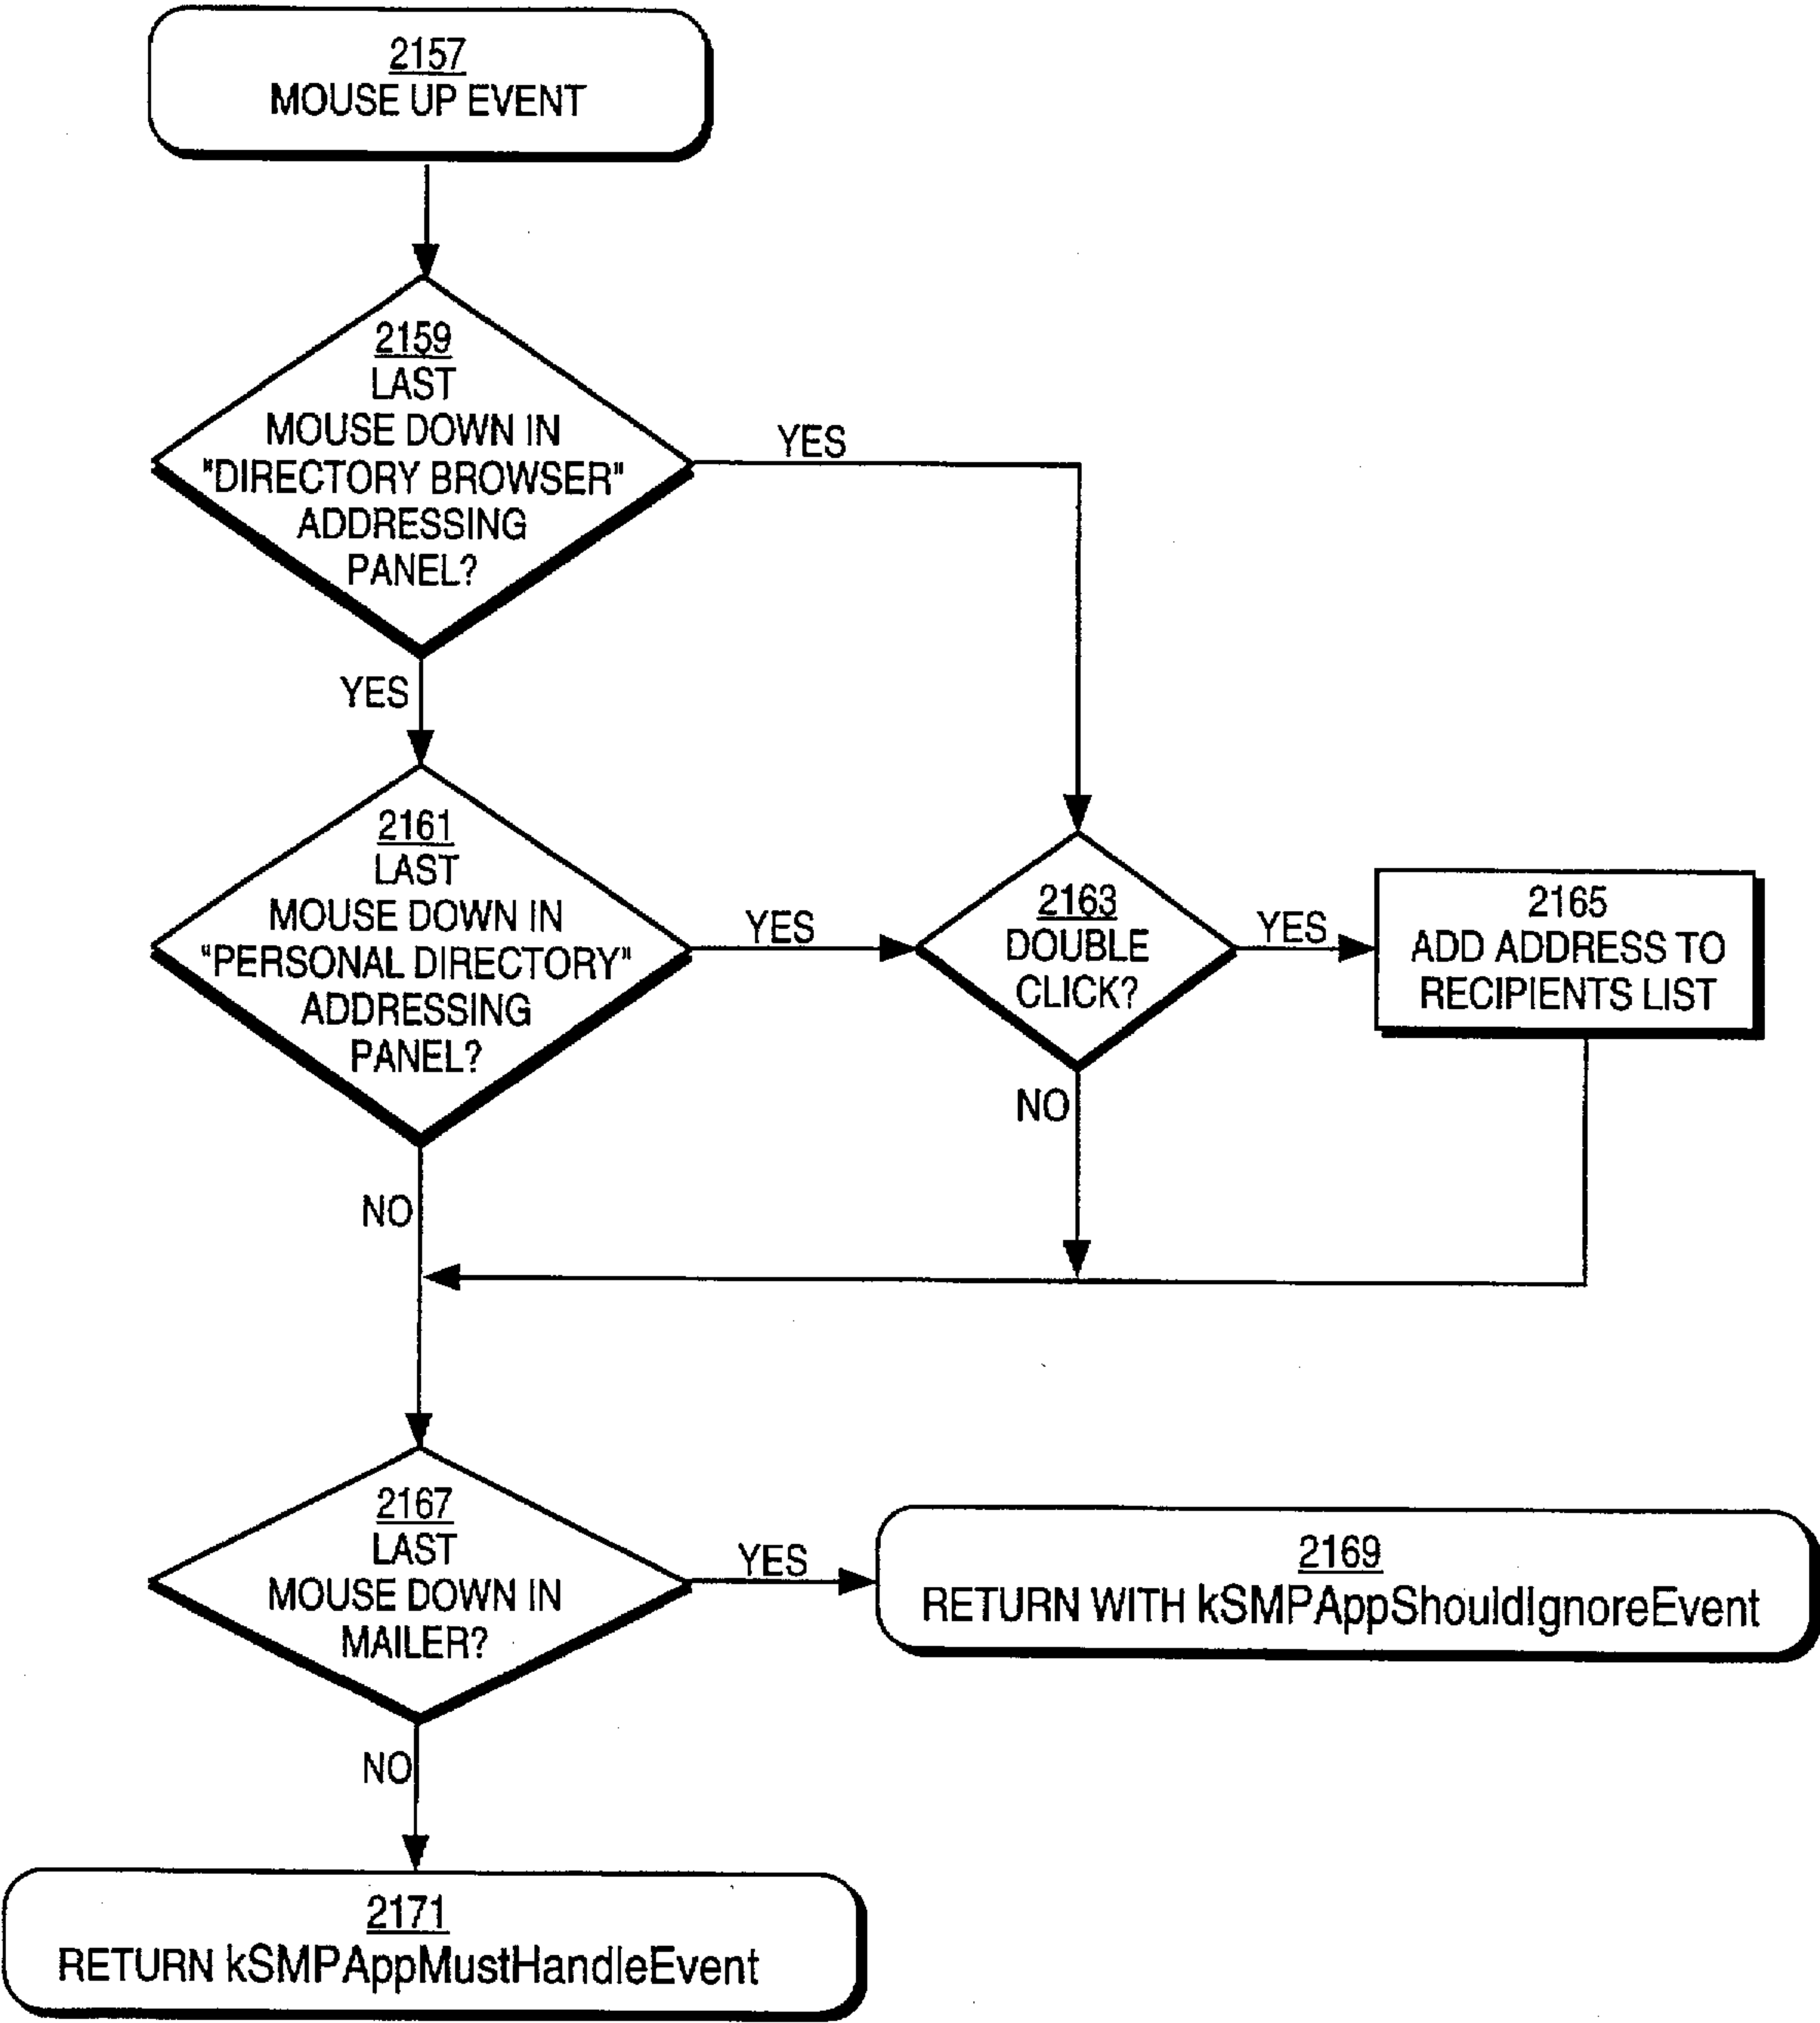 2157
MOUSE UP EVENT
2159
LAST
MOUSE DOWN IN
"DIRECTORY BROWSER"
ADDRESSING
PANEL?
YES
YES
2161
LAST
MOUSE DOWN IN
"PERSONAL DIRECTORY"
ADDRESSING
PANEL?
YES
2163
DOUBLE
CLICK?
YES
2165
ADD ADDRESS TO
RECIPIENTS LIST
NO
NO
2167
LAST
MOUSE DOWN IN
MAILER?
YES
2169
RETURN WITH kSMPAppShouldIgnoreEvent
NO
2171
RETURN kSMPAppMustHandleEvent